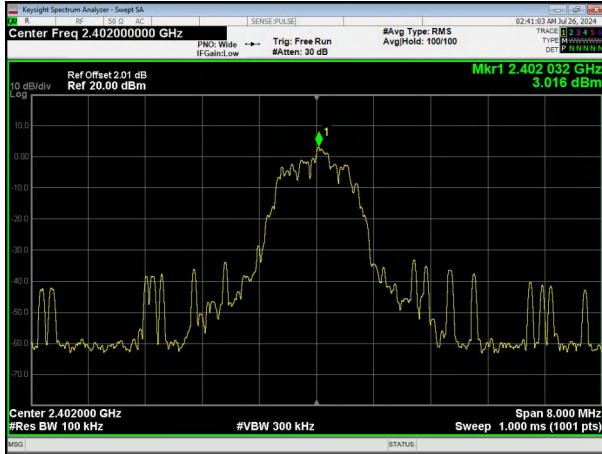 Keysight Spectrum Analyzer - Swept SA
R RF 50 Ω AC SENSE:PULSE 02:41:03 AM Jul 26, 2024
Center Freq 2.402000000 GHz
PNO: Wide
IFGain:Low
Trig: Free Run
#Atten: 30 dB
#Avg Type: RMS
Avg|Hold: 100/100
TRACE 1 2 3 4 5 6
TYPE M
DET P N N N N N
Ref Offset 2.01 dB
10 dB/div Ref 20.00 dBm
Log
Mkr1 2.402 032 GHz
3.016 dBm
1
10.0
0.00
-10.0
-20.0
-30.0
-40.0
-50.0
-60.0
-70.0
Center 2.402000 GHz Span 8.000 MHz
#Res BW 100 kHz #VBW 300 kHz Sweep 1.000 ms (1001 pts)
MSG STATUS